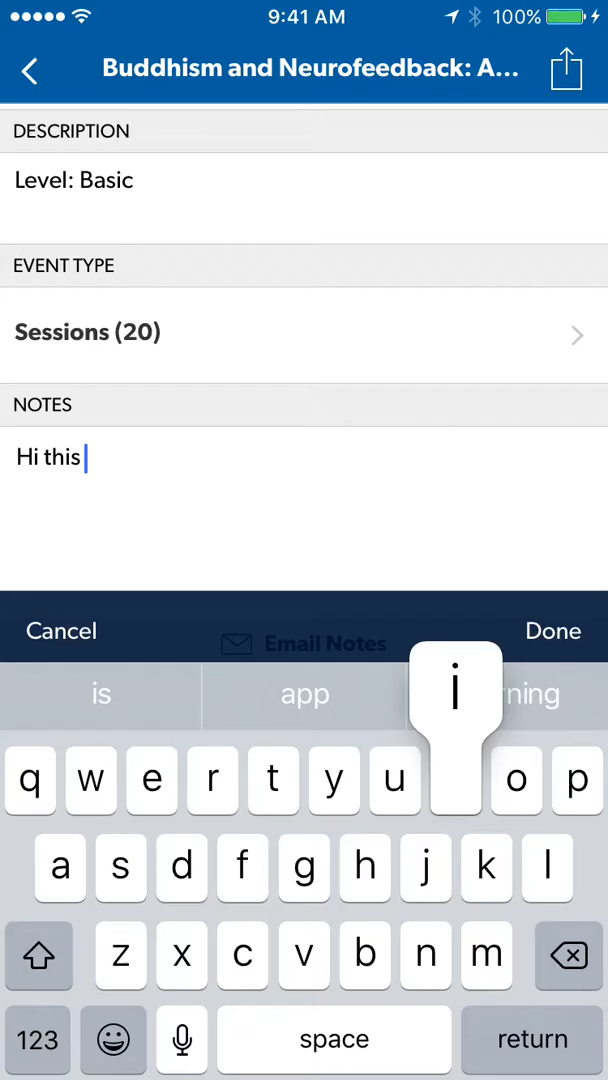 9:41 AM
100%
Buddhism and Neurofeedback: A...
DESCRIPTION
Level: Basic
EVENT TYPE
Sessions (20)
NOTES
Hi this
Cancel
Email Notes
Done
is
app
i
q w e r t y u o p
a s d f g h j k l
z x c v b n m
123
space
return